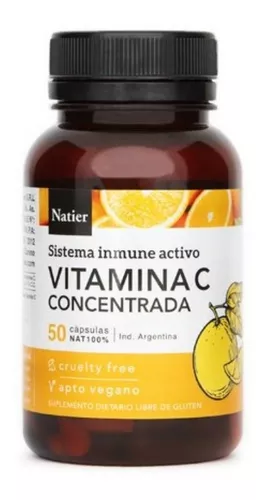 Natier
Sistema inmune activo
VITAMINA C
CONCENTRADA
50 cápsulas
NAT100%
Ind. Argentina
cruelty free
apto vegano
SUPLEMENTO DIETARIO LIBRE DE GLUTEN